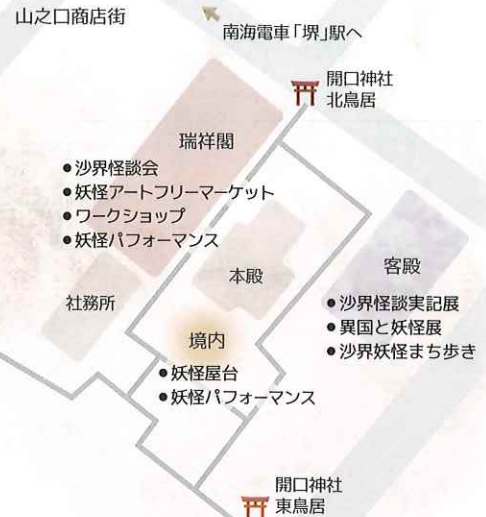 山之口商店街
南海電車「堺」駅へ
開口神社
北鳥居
瑞祥閣
●沙界怪談会
●妖怪アートフリーマーケット
●ワークショップ
●妖怪パフォーマンス
社務所
本殿
客殿
●沙界怪談実記展
●異国と妖怪展
●沙界妖怪まち歩き
境内
●妖怪屋台
●妖怪パフォーマンス
開口神社
東鳥居